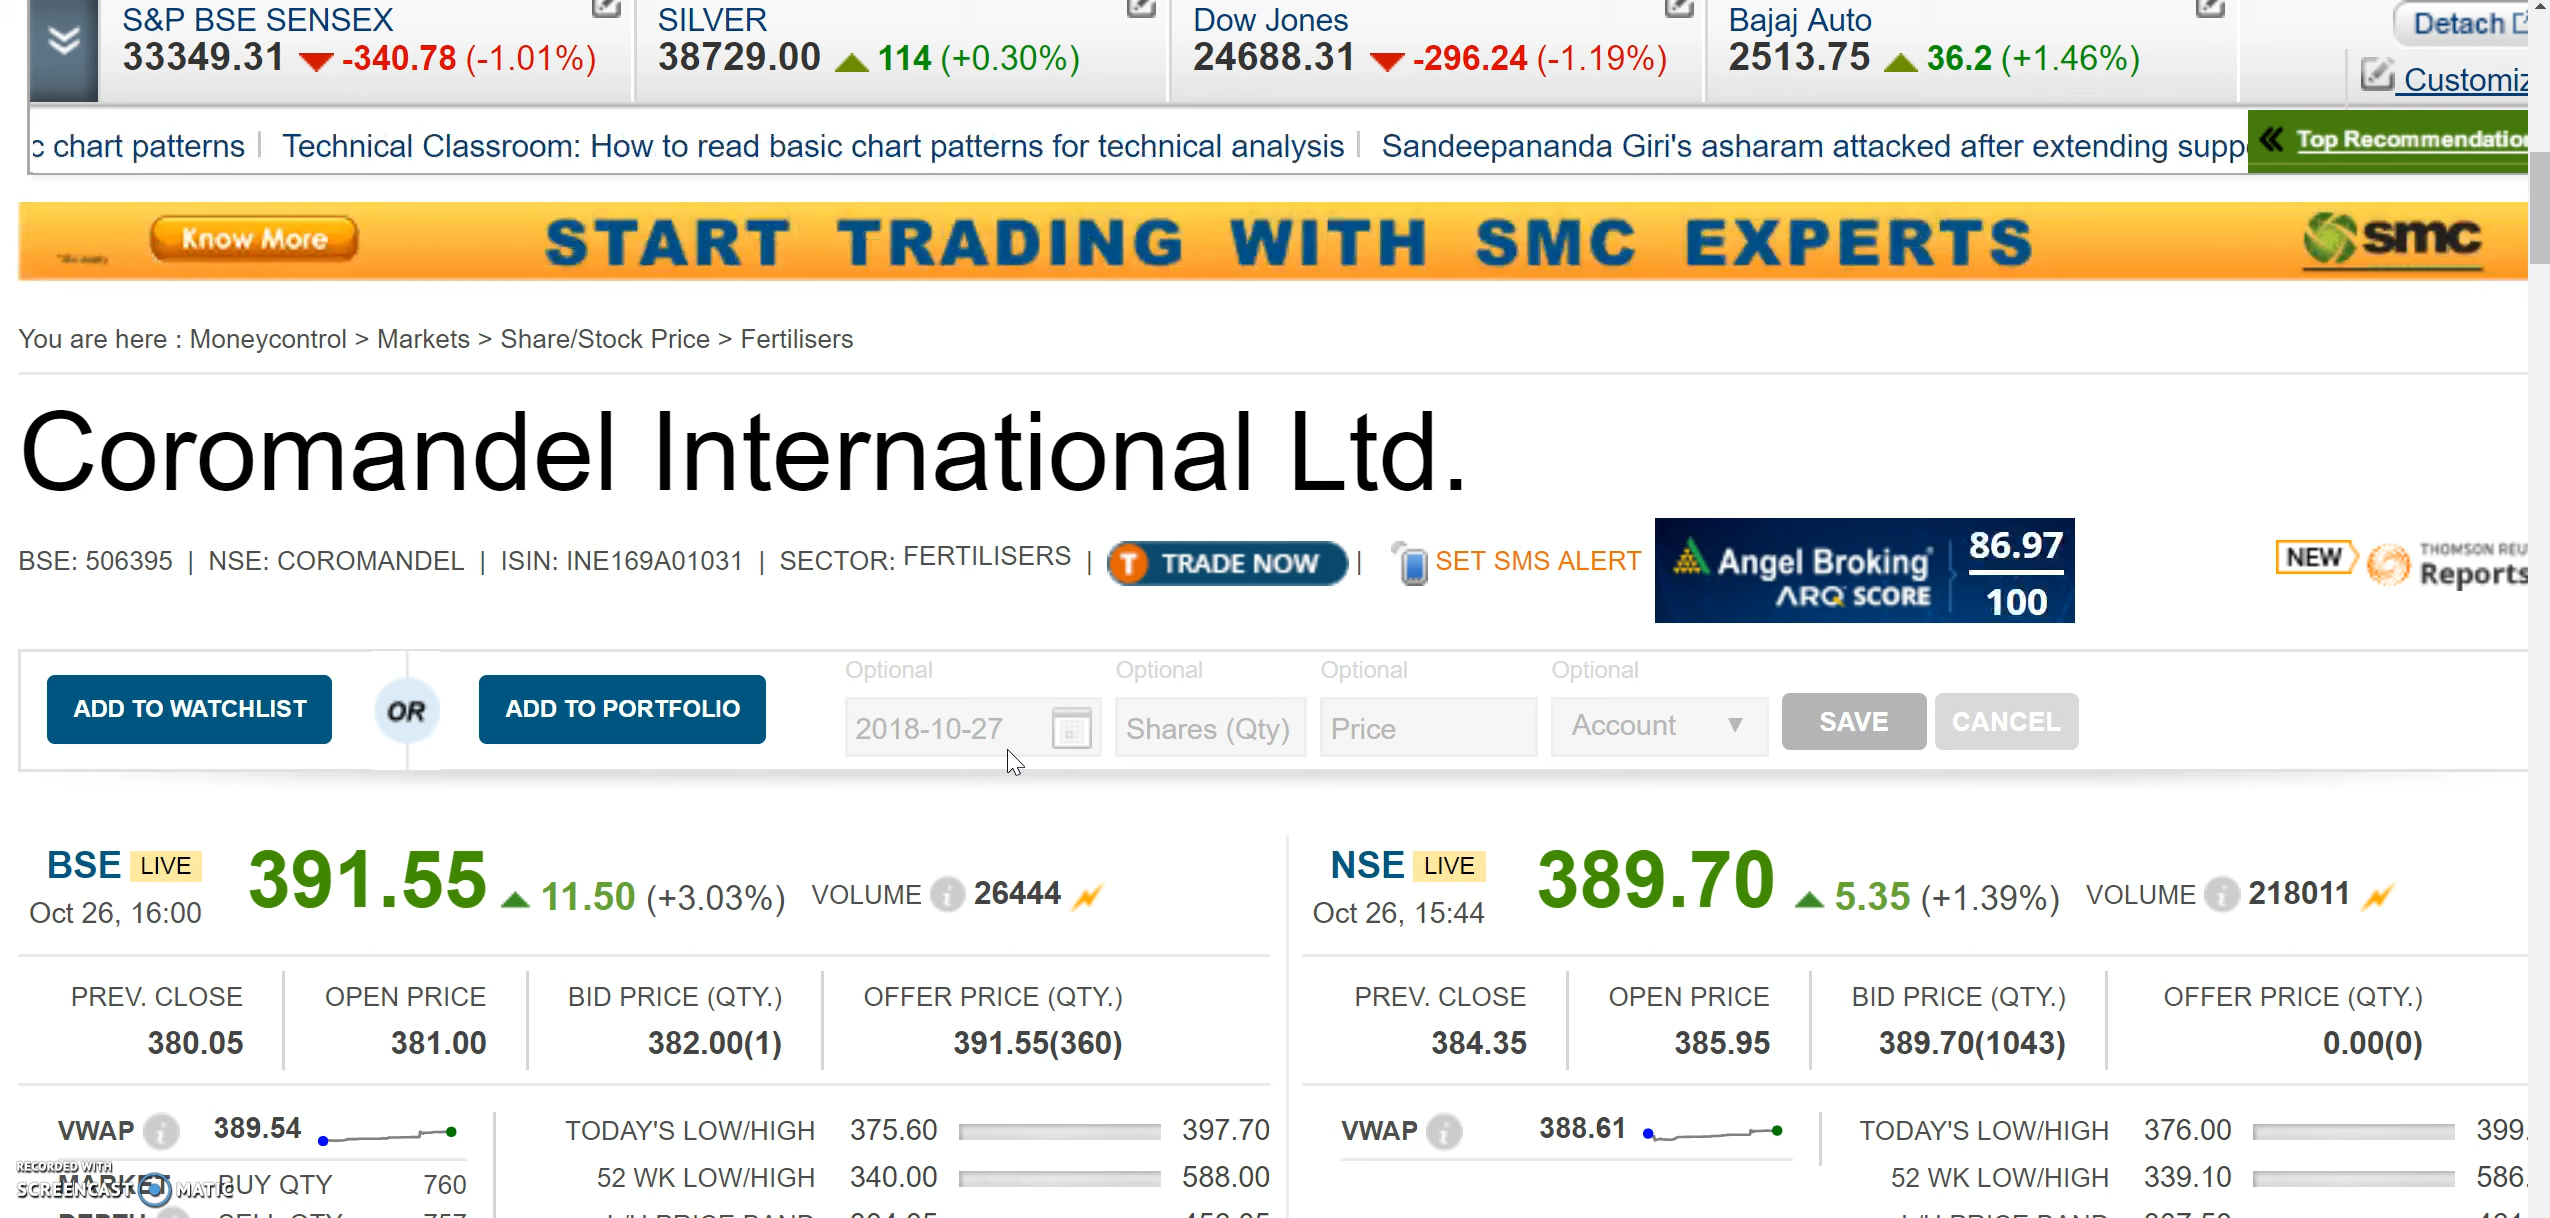 S&P BSE SENSEX SILVER Dow Jones Bajaj Auto Detach
33349.31 -340.78 (-1.01%) 38729.00 114 (+0.30%) 24688.31 -296.24 (-1.19%) 2513.75 36.2 (+1.46%)
Customiz
c chart patterns | Technical Classroom: How to read basic chart patterns for technical analysis | Sandeepananda Giri's asharam attacked after extending supp Top Recommendation
Know More START TRADING WITH SMC EXPERTS smc
You are here : Moneycontrol > Markets > Share/Stock Price > Fertilisers
Coromandel International Ltd.
BSE: 506395 | NSE: COROMANDEL | ISIN: INE169A01031 | SECTOR: FERTILISERS | T TRADE NOW | SET SMS ALERT Angel Broking ARQ SCORE 86.97 100 NEW THOMSON REU Reports
Optional Optional Optional Optional
ADD TO WATCHLIST OR ADD TO PORTFOLIO 2018-10-27 Shares (Qty) Price Account SAVE CANCEL
BSE LIVE 391.55 11.50 (+3.03%) VOLUME 26444 NSE LIVE 389.70 5.35 (+1.39%) VOLUME 218011
Oct 26, 16:00 Oct 26, 15:44
PREV. CLOSE OPEN PRICE BID PRICE (QTY.) OFFER PRICE (QTY.) PREV. CLOSE OPEN PRICE BID PRICE (QTY.) OFFER PRICE (QTY.)
380.05 381.00 382.00(1) 391.55(360) 384.35 385.95 389.70(1043) 0.00(0)
VWAP 389.54 TODAY'S LOW/HIGH 375.60 397.70 VWAP 388.61 TODAY'S LOW/HIGH 376.00 399.
RECORDED WITH
SCREENCAST MATIC
MARKET BUY QTY 760 52 WK LOW/HIGH 340.00 588.00 52 WK LOW/HIGH 339.10 586.